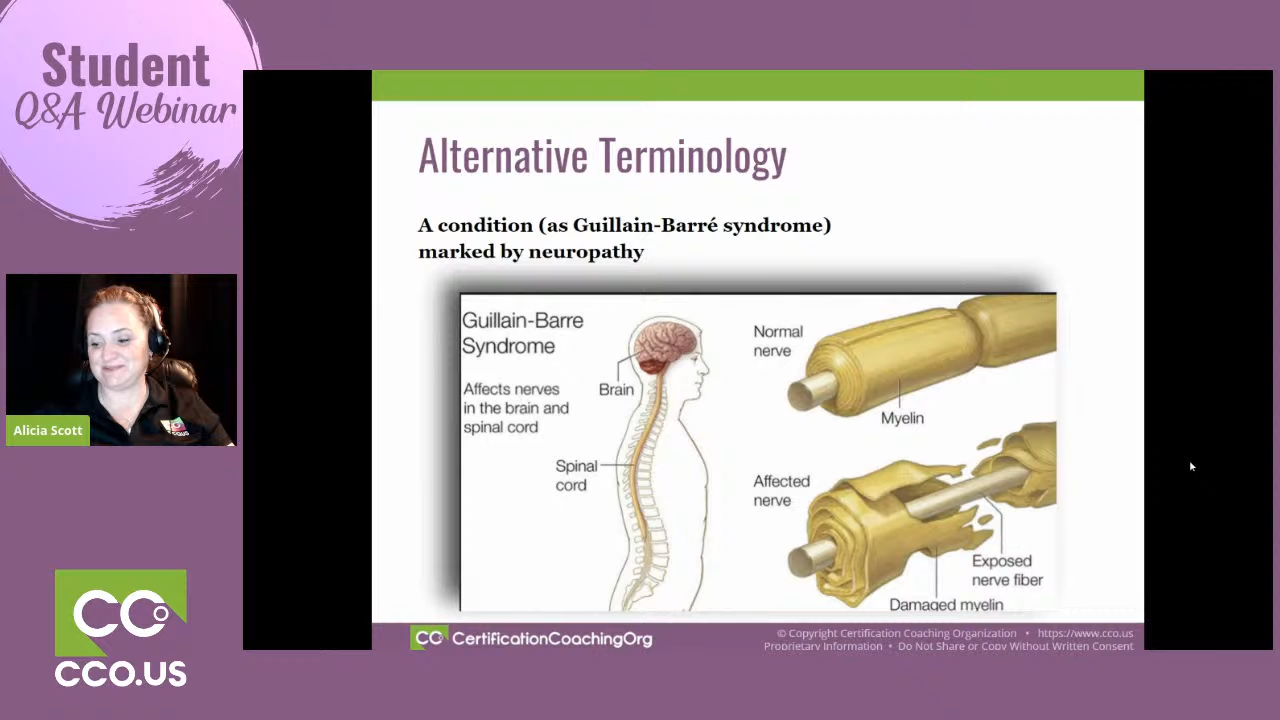 Student
Q&A Webinar
Alicia Scott
CCO
CCO.US
Alternative Terminology
A condition (as Guillain-Barré syndrome)
marked by neuropathy
Guillain-Barre
Syndrome
Affects nerves
in the brain and
spinal cord
Brain
Spinal
cord
Normal
nerve
Myelin
Affected
nerve
Exposed
nerve fiber
Damaged myelin
CCO CertificationCoachingOrg
© Copyright Certification Coaching Organization • https://www.cco.us
Proprietary Information • Do Not Share or Copy Without Written Consent